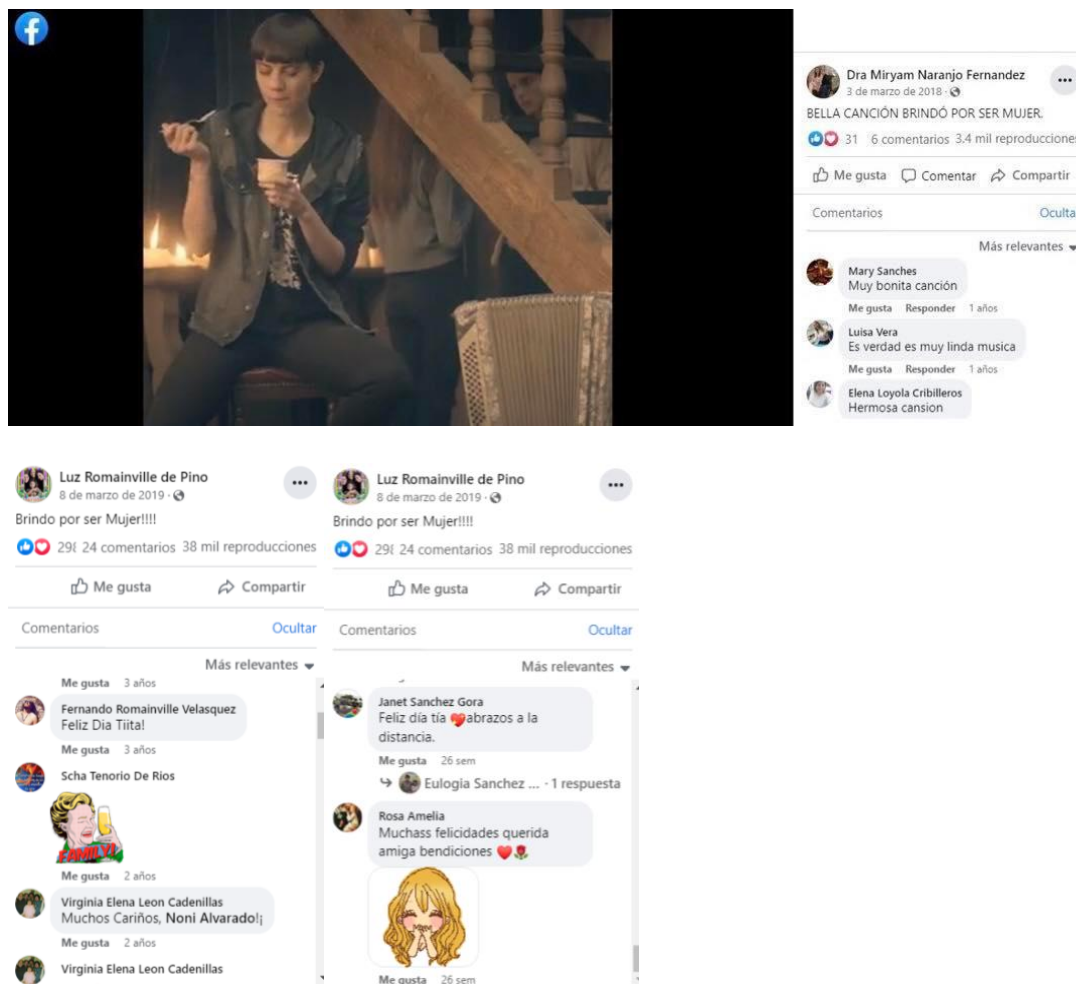 Dra Miryam Naranjo Fernandez
3 de marzo de 2018 ·
BELLA CANCIÓN BRINDÓ POR SER MUJER.
31 6 comentarios 3.4 mil reproducciones
Me gusta Comentar Compartir
Comentarios Oculta
Más relevantes
Mary Sanches
Muy bonita canción
Me gusta Responder 1 años
Luisa Vera
Es verdad es muy linda musica
Me gusta Responder 1 años
Elena Loyola Cribilleros
Hermosa cansion
Luz Romainville de Pino
8 de marzo de 2019 ·
Brindo por ser Mujer!!!!
298 24 comentarios 38 mil reproducciones
Me gusta Compartir
Comentarios Ocultar
Más relevantes
Me gusta 3 años
Fernando Romainville Velasquez
Feliz Dia Tiita!
Me gusta 3 años
Scha Tenorio De Rios
FAMILY!
Me gusta 2 años
Virginia Elena Leon Cadenillas
Muchos Cariños, Noni Alvarado!¡
Me gusta 2 años
Virginia Elena Leon Cadenillas
Luz Romainville de Pino
8 de marzo de 2019 ·
Brindo por ser Mujer!!!!
298 24 comentarios 38 mil reproducciones
Me gusta Compartir
Comentarios Ocultar
Más relevantes
Janet Sanchez Gora
Feliz día tía ❤️abrazos a la
distancia.
Me gusta 26 sem
Eulogia Sanchez ... · 1 respuesta
Rosa Amelia
Muchass felicidades querida
amiga bendiciones ❤️🌹
Me gusta 26 sem